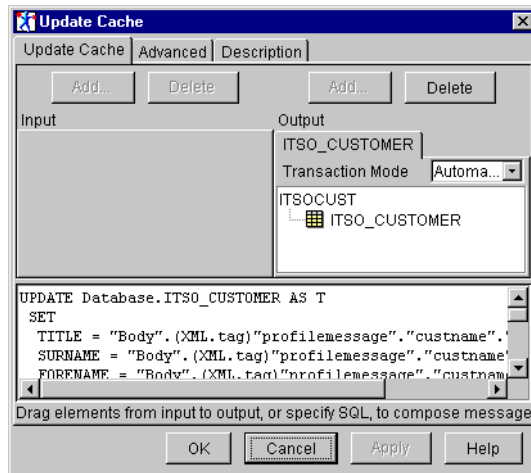 Update Cache
Update Cache Advanced Description
Add... Delete Add... Delete
Input Output
ITSO_CUSTOMER
Transaction Mode Automa...
ITSOCUST
ITSO_CUSTOMER
UPDATE Database.ITSO_CUSTOMER AS T
SET
TITLE = "Body".(XML.tag)"profilemessage"."custname"."
SURNAME = "Body".(XML.tag)"profilemessage"."custname"
FORENAME = "Body".(XML.tag)"profilemessage"."custnam
Drag elements from input to output, or specify SQL, to compose message
OK Cancel Apply Help